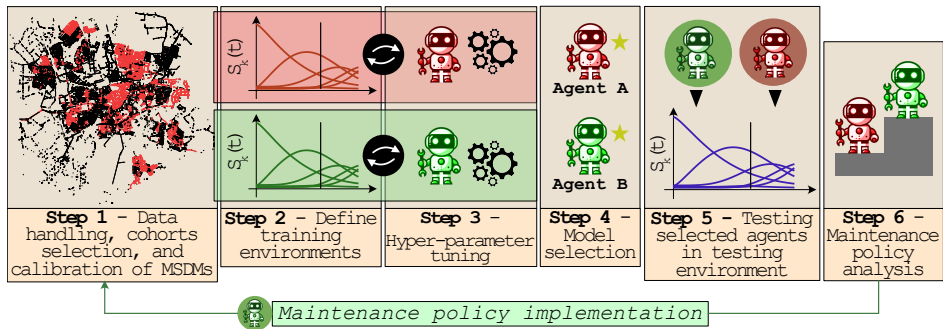 S_k(t)
S_k(t)
Agent A
Agent B
S_k(t)
Step 1 - Data
handling, cohorts
selection, and
calibration of MSDMs
Step 2 - Define
training
environments
Step 3 -
Hyper-parameter
tuning
Step 4 -
Model
selection
Step 5 - Testing
selected agents
in testing
environment
Step 6 -
Maintenance
policy
analysis
Maintenance policy implementation